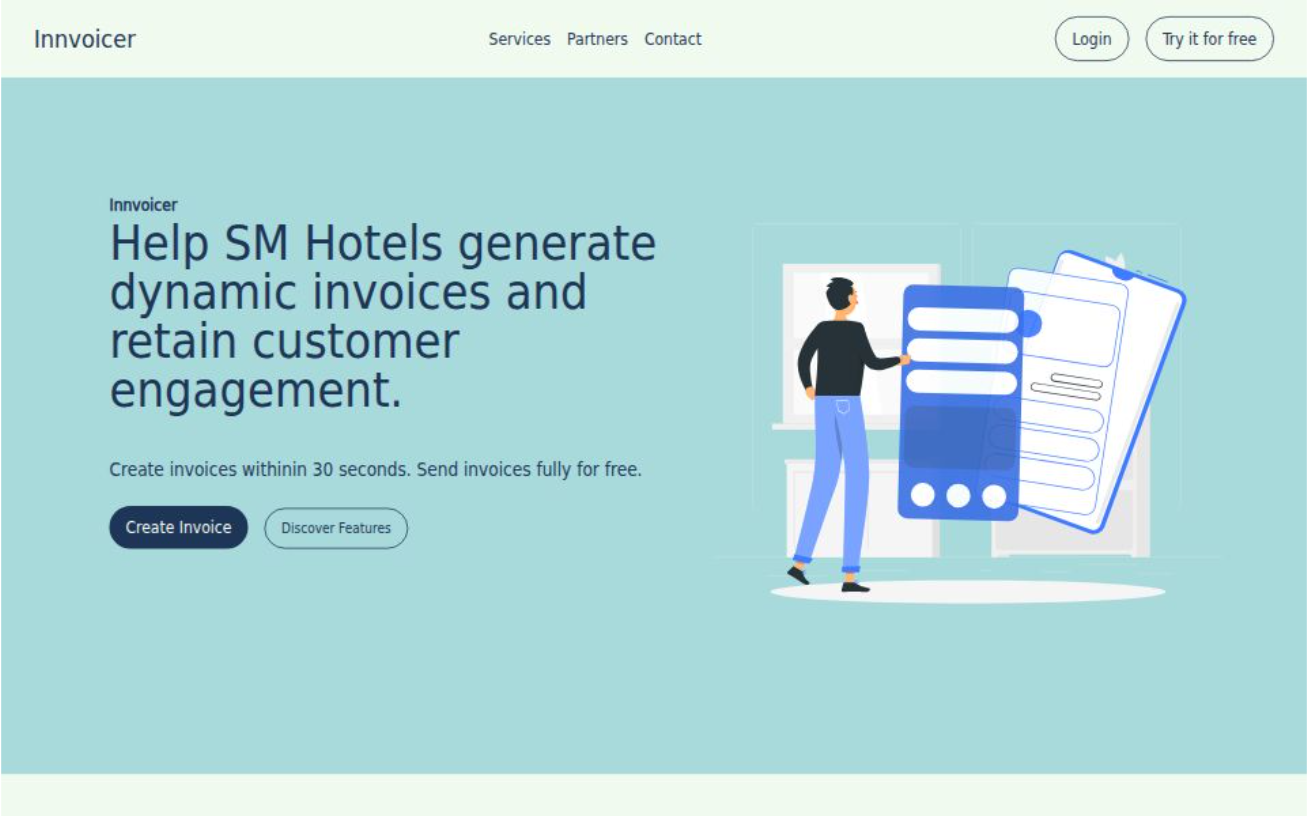 Innvoicer
Services Partners Contact
Login
Try it for free
Innvoicer
Help SM Hotels generate
dynamic invoices and
retain customer
engagement.
Create invoices withinin 30 seconds. Send invoices fully for free.
Create Invoice
Discover Features